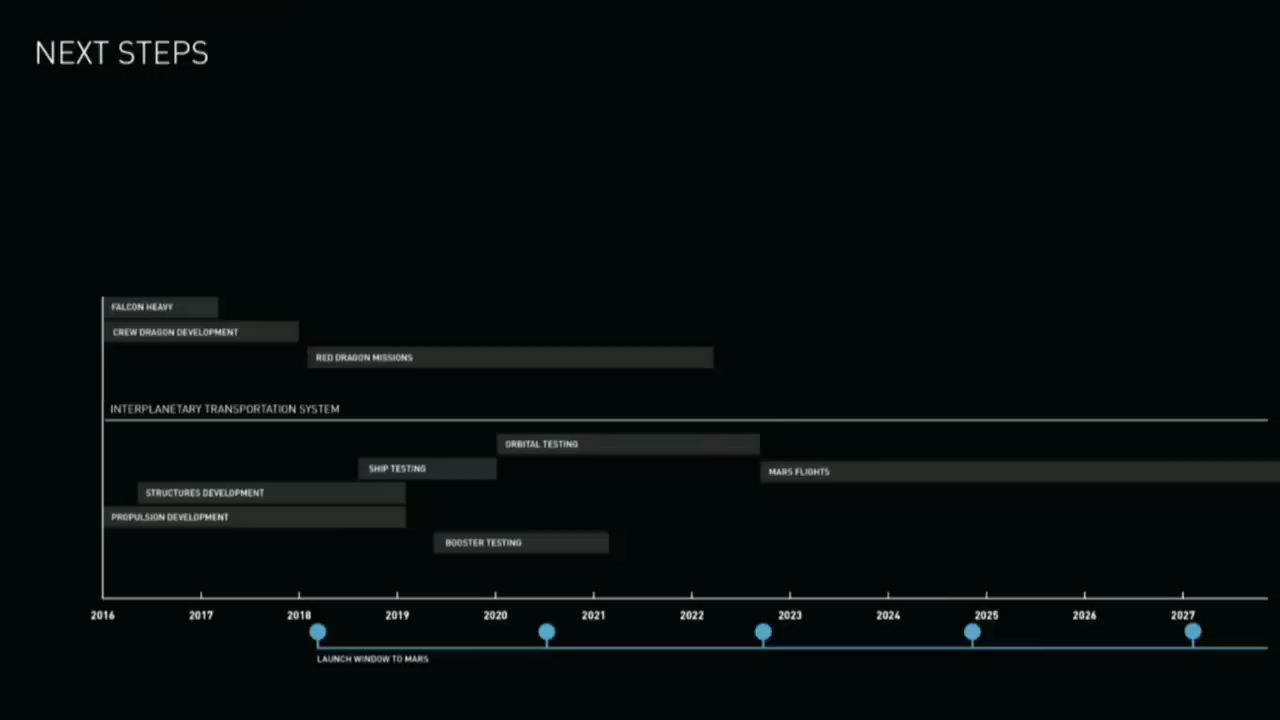 NEXT STEPS
FALCON HEAVY
CREW DRAGON DEVELOPMENT
RED DRAGON MISSIONS
INTERPLANETARY TRANSPORTATION SYSTEM
ORBITAL TESTING
SHIP TESTING
MARS FLIGHTS
STRUCTURES DEVELOPMENT
PROPULSION DEVELOPMENT
BOOSTER TESTING
2016 2017 2018 2019 2020 2021 2022 2023 2024 2025 2026 2027
LAUNCH WINDOW TO MARS